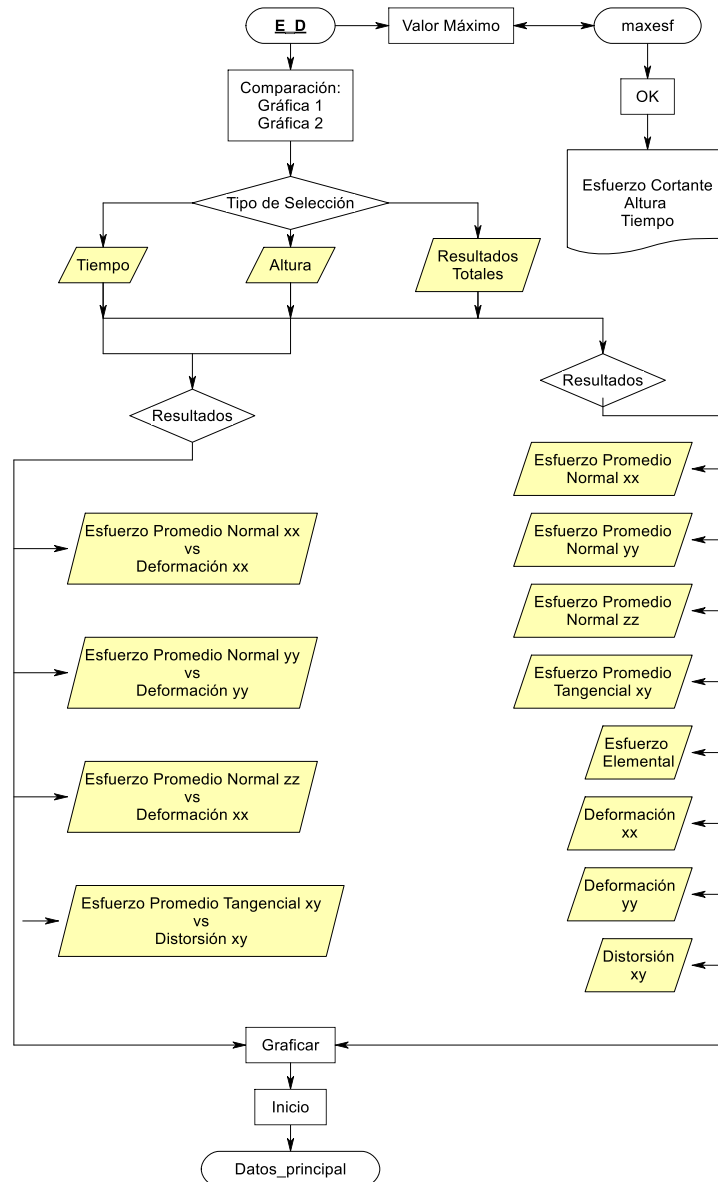 E_D
Valor Máximo
maxesf
Comparación:
Gráfica 1
Gráfica 2
OK
Esfuerzo Cortante
Altura
Tiempo
Tipo de Selección
Tiempo
Altura
Resultados
Totales
Resultados
Resultados
Esfuerzo Promedio Normal xx
vs
Deformación xx
Esfuerzo Promedio Normal yy
vs
Deformación yy
Esfuerzo Promedio Normal zz
vs
Deformación xx
Esfuerzo Promedio Tangencial xy
vs
Distorsión xy
Esfuerzo Promedio
Normal xx
Esfuerzo Promedio
Normal yy
Esfuerzo Promedio
Normal zz
Esfuerzo Promedio
Tangencial xy
Esfuerzo
Elemental
Deformación
xx
Deformación
yy
Distorsión
xy
Graficar
Inicio
Datos_principal